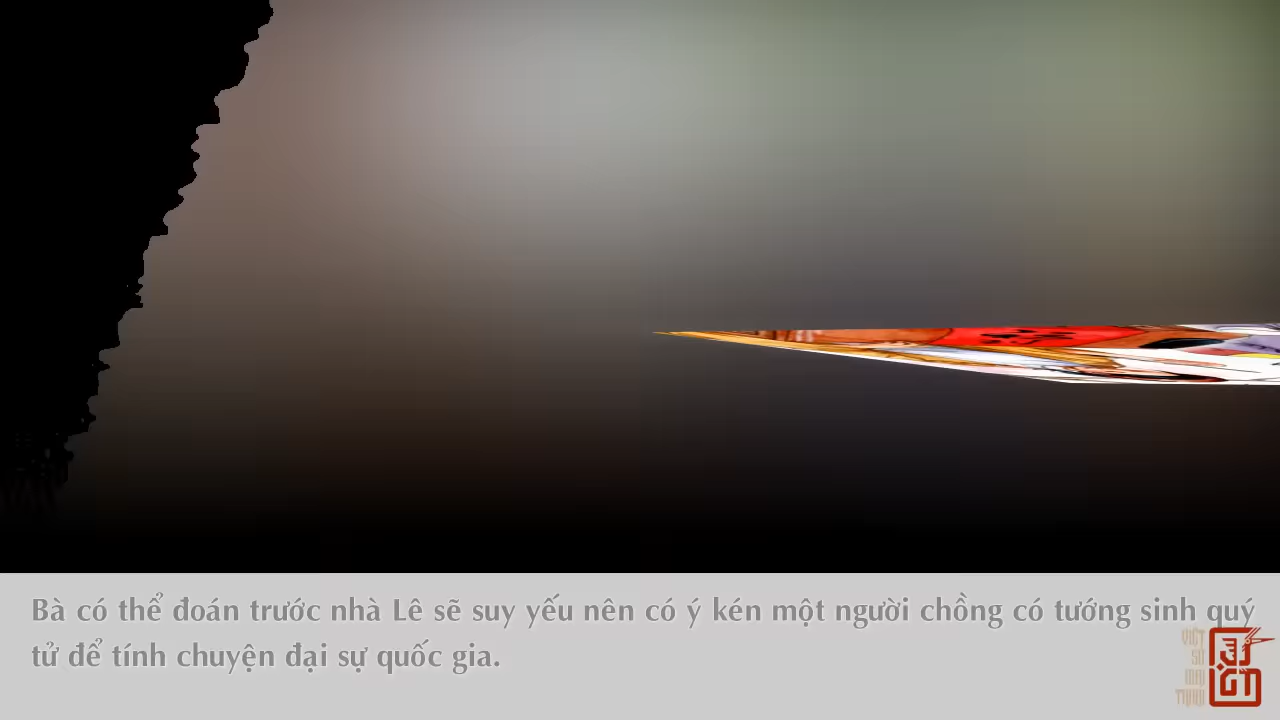 Bà có thể đoán trước nhà Lê sẽ suy yếu nên có ý kén một người chồng có tướng sinh quý
tử để tính chuyện đại sự quốc gia.